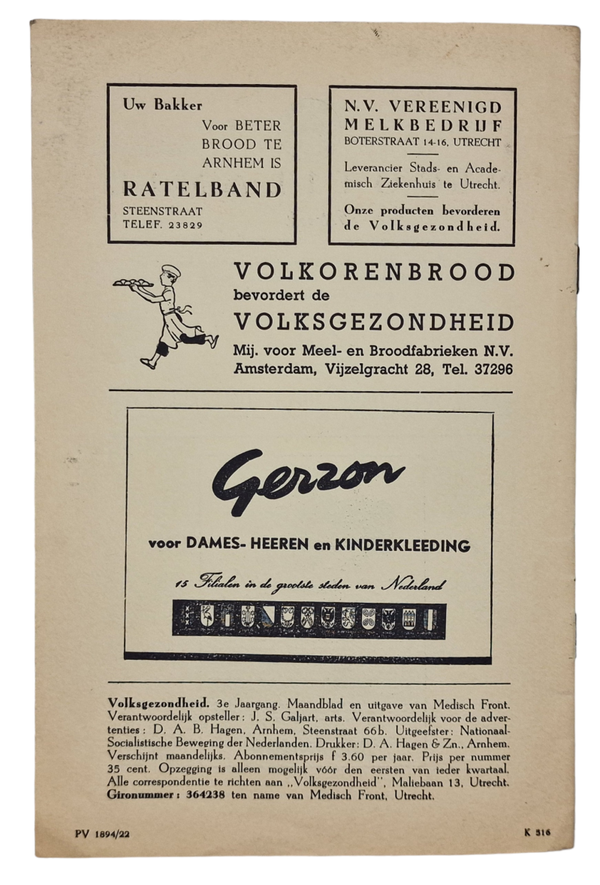 Uw Bakker
Voor BETER
BROOD TE
ARNHEM IS
RATELBAND
STEENSTRAAT
TELEF. 23829
N.V. VEREENIGD
MELKBEDRIJF
BOTERSTRAAT 14-16, UTRECHT
Leverancier Stads- en Acade-
misch Ziekenhuis te Utrecht.
Onze producten bevorderen
de Volksgezondheid.
VOLKORENBROOD
bevordert de
VOLKSGEZONDHEID
Mij. voor Meel- en Broodfabrieken N.V.
Amsterdam, Vijzelgracht 28, Tel. 37296
Gerzon
voor DAMES- HEEREN en KINDERKLEEDING
15 Filialen in de grootste steden van Nederland
Volksgezondheid. 3e Jaargang. Maandblad en uitgave van Medisch Front.
Verantwoordelijk opsteller: J. S. Galjart, arts. Verantwoordelijk voor de adver-
tenties: D. A. B. Hagen, Arnhem, Steenstraat 66b. Uitgeefster: Nationaal-
Socialistische Beweging der Nederlanden. Drukker: D. A. Hagen & Zn., Arnhem.
Verschijnt maandelijks. Abonnementsprijs f 3.60 per jaar. Prijs per nummer
35 cent. Opzegging is alleen mogelijk vóór den eersten van ieder kwartaal.
Alle correspondentie te richten aan „Volksgezondheid", Maliebaan 13, Utrecht.
Gironummer: 364238 ten name van Medisch Front, Utrecht.
PV 1894/22
K 516